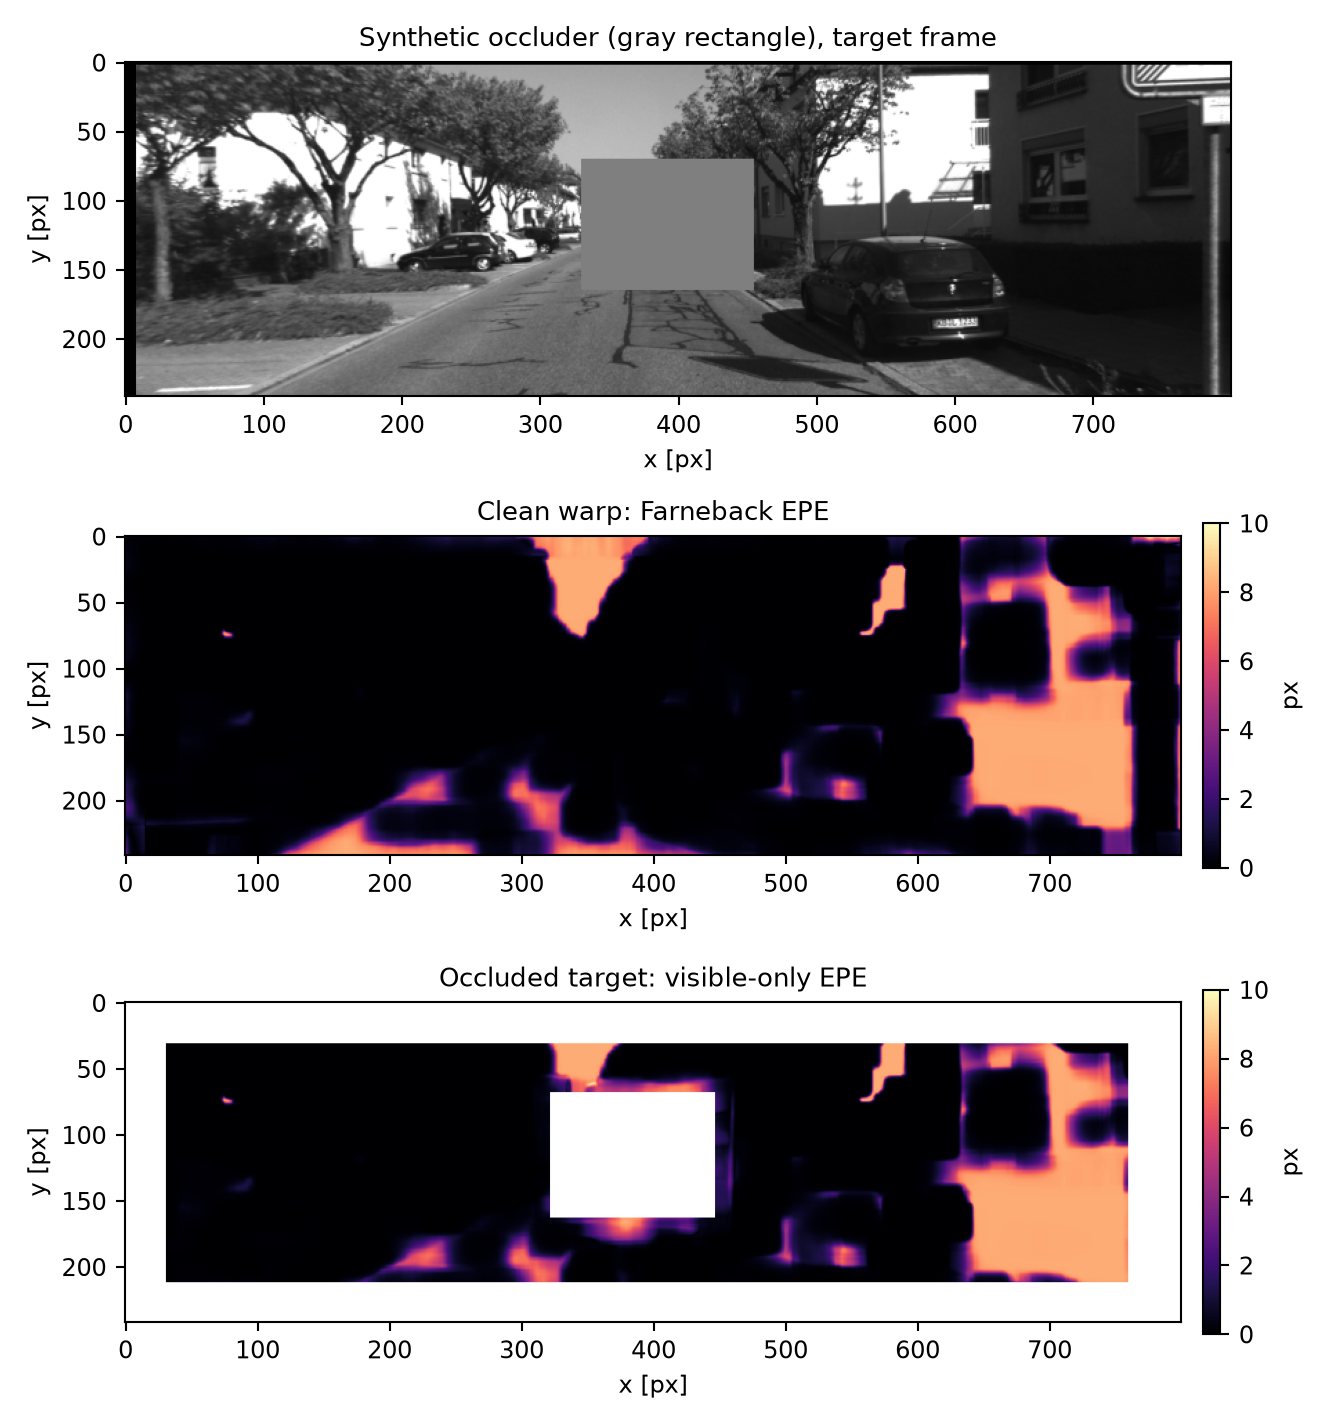 Synthetic occluder (gray rectangle), target frame
0
50
100
150
200
y [px]
0 100 200 300 400 500 600 700
x [px]
Clean warp: Farneback EPE
0
50
100
150
200
y [px]
0 100 200 300 400 500 600 700
x [px]
10
8
6
4
2
0
px
Occluded target: visible-only EPE
0
50
100
150
200
y [px]
0 100 200 300 400 500 600 700
x [px]
10
8
6
4
2
0
px